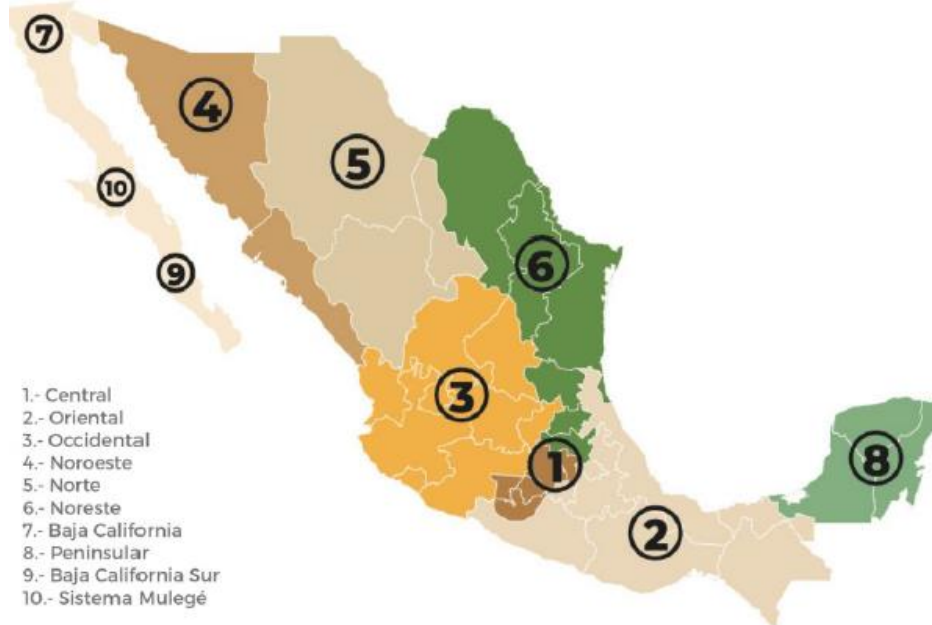 7
4
5
10
6
9
3
1
8
2
1.- Central
2.- Oriental
3.- Occidental
4.- Noroeste
5.- Norte
6.- Noreste
7.- Baja California
8.- Peninsular
9.- Baja California Sur
10.- Sistema Mulegé